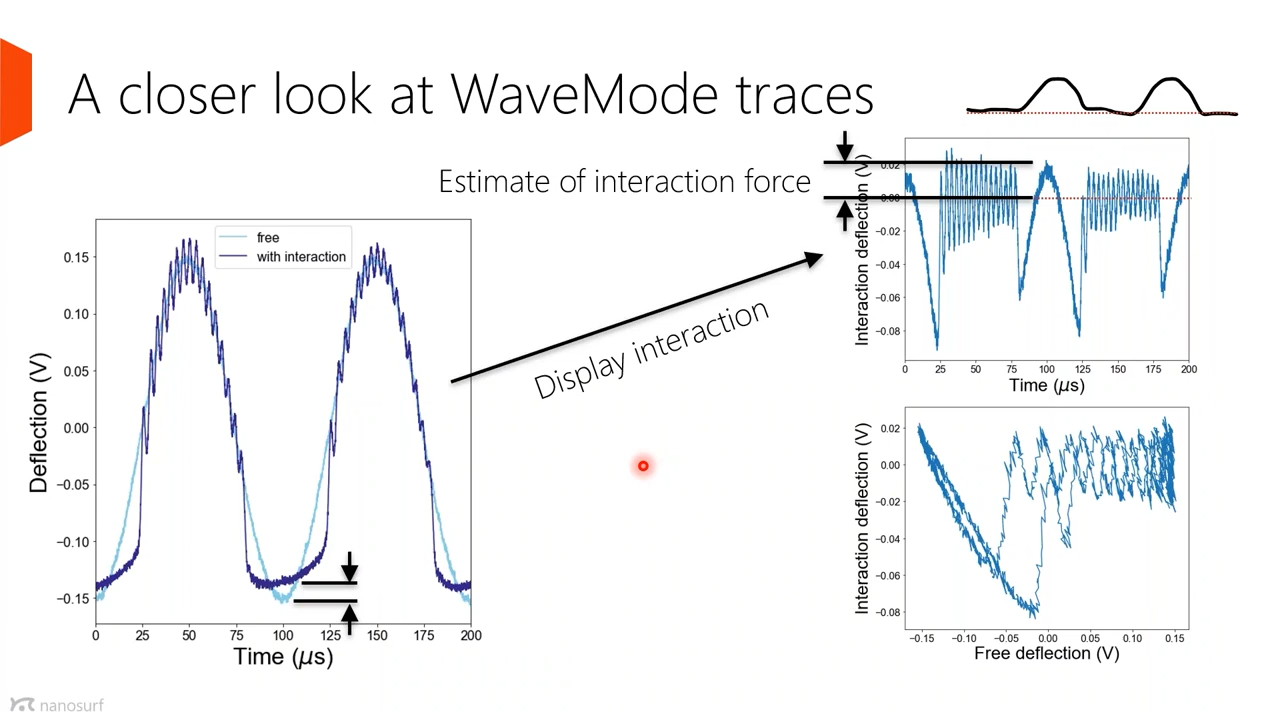 A closer look at WaveMode traces
Estimate of interaction force
Display interaction
free
with interaction
Deflection (V)
0.15
0.10
0.05
0.00
−0.05
−0.10
−0.15
0 25 50 75 100 125 150 175 200
Time (μs)
Interaction deflection (V)
0.02
0.00
−0.02
−0.04
−0.06
−0.08
0 25 50 75 100 125 150 175 200
Time (μs)
Interaction deflection (V)
0.02
0.00
−0.02
−0.04
−0.06
−0.08
−0.15 −0.10 −0.05 0.00 0.05 0.10 0.15
Free deflection (V)
nanosurf